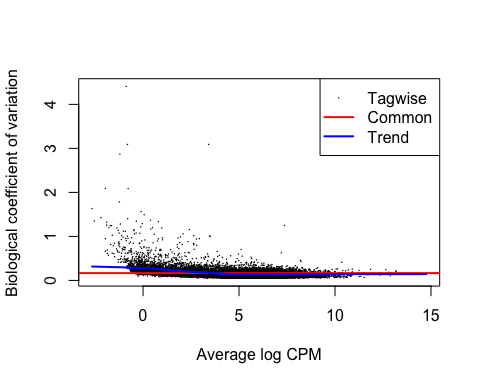 Tagwise
Common
Trend
Biological coefficient of variation
4
3
2
1
0
0 5 10 15
Average log CPM